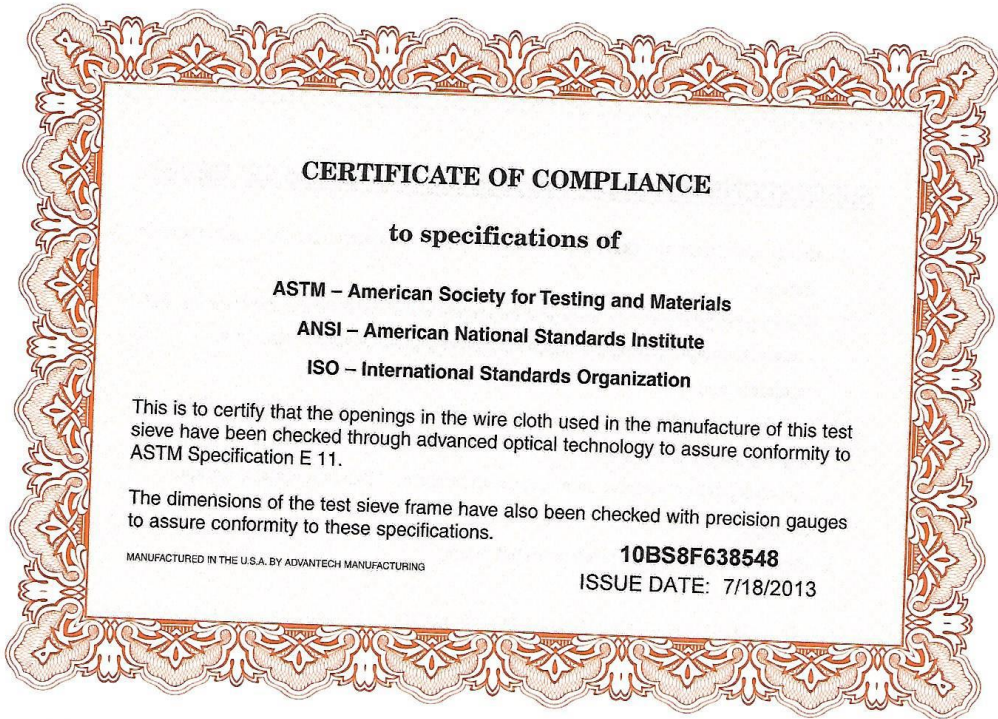 CERTIFICATE OF COMPLIANCE
to specifications of
ASTM – American Society for Testing and Materials
ANSI – American National Standards Institute
ISO – International Standards Organization
This is to certify that the openings in the wire cloth used in the manufacture of this test
sieve have been checked through advanced optical technology to assure conformity to
ASTM Specification E 11.
The dimensions of the test sieve frame have also been checked with precision gauges
to assure conformity to these specifications.
MANUFACTURED IN THE U.S.A. BY ADVANTECH MANUFACTURING
10BS8F638548
ISSUE DATE: 7/18/2013